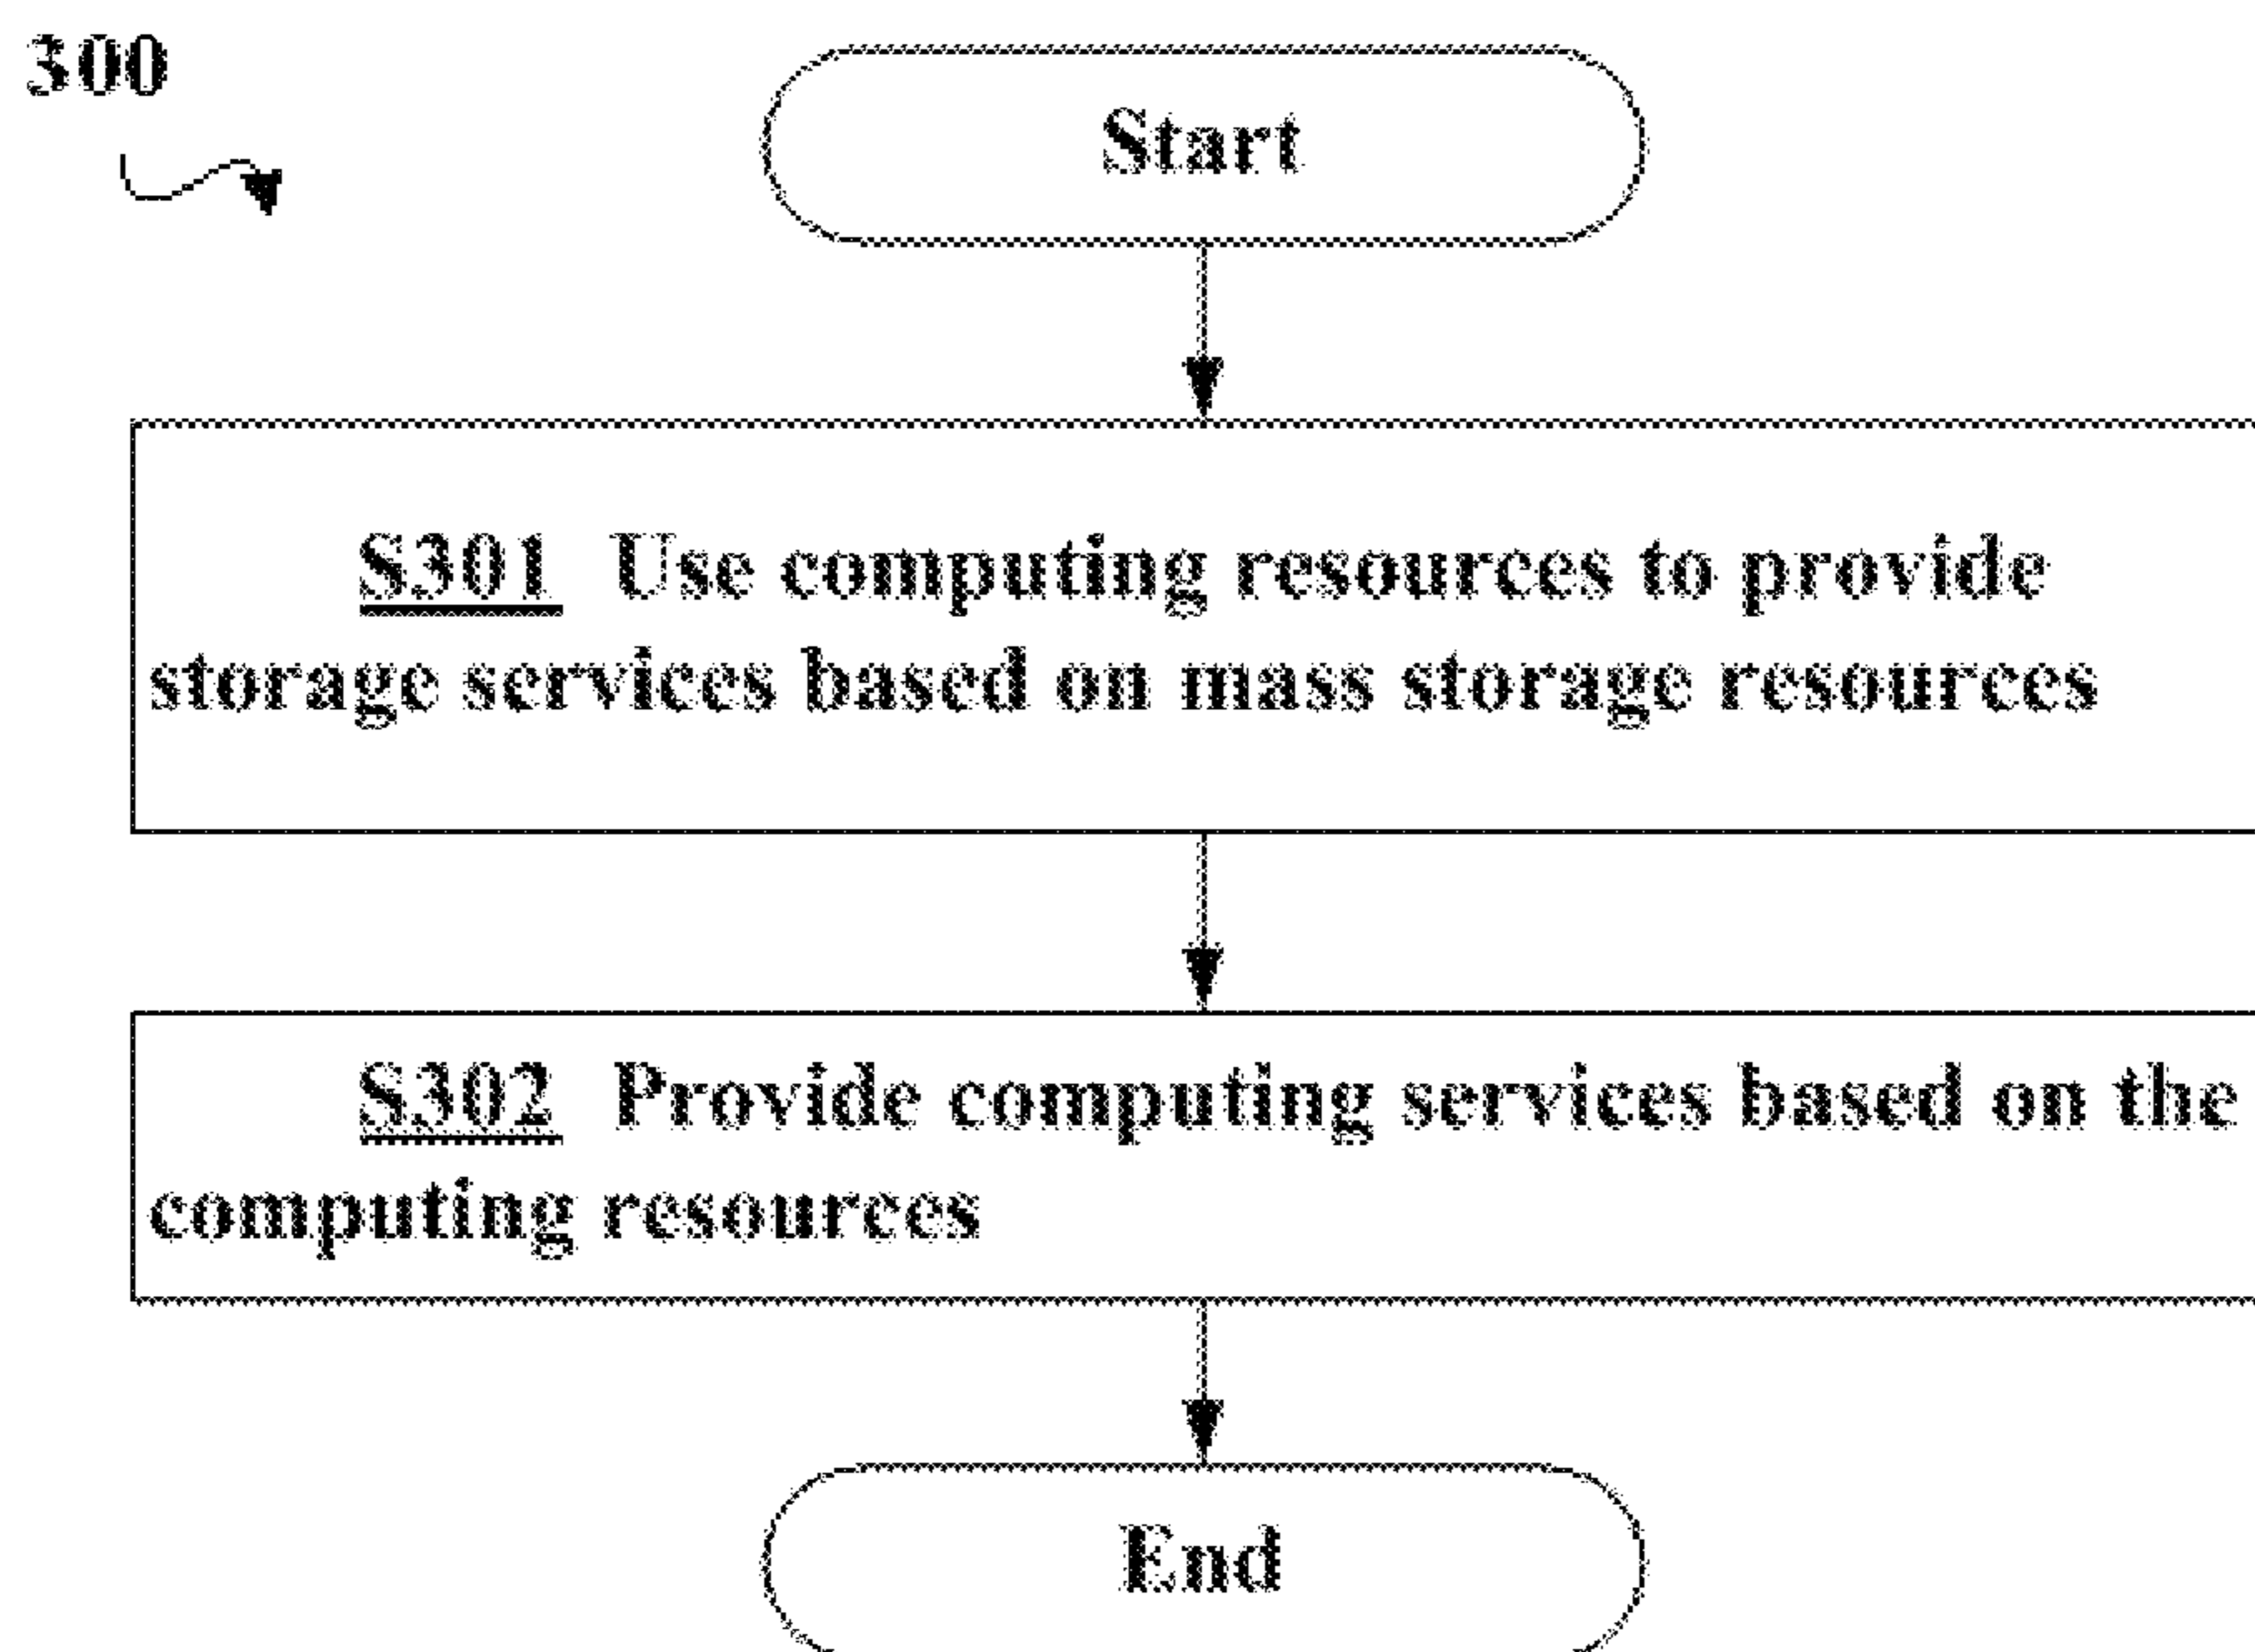 300
Start
S301 Use computing resources to provide
storage services based on mass storage resources
S302 Provide computing services based on the
computing resources
End